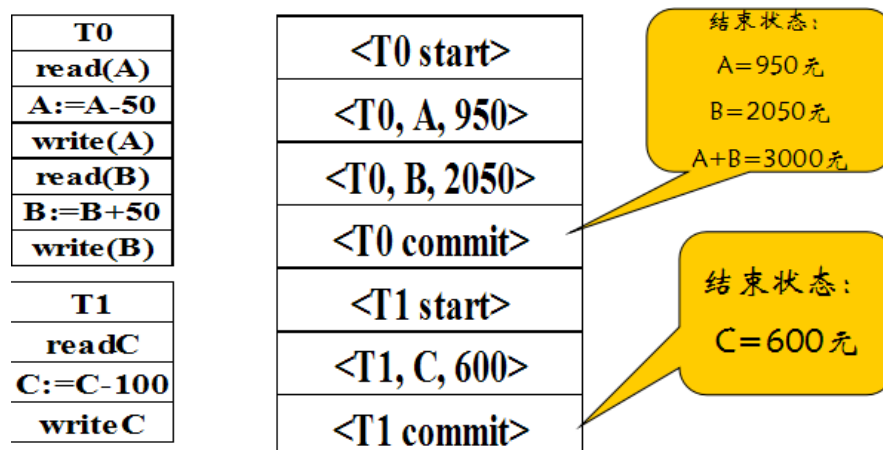 T0
read(A)
A:=A-50
write(A)
read(B)
B:=B+50
write(B)
T1
readC
C:=C-100
writeC
<T0 start>
<T0, A, 950>
<T0, B, 2050>
<T0 commit>
<T1 start>
<T1, C, 600>
<T1 commit>
结束状态：
A=950元
B=2050元
A+B=3000元
结束状态：
C=600元